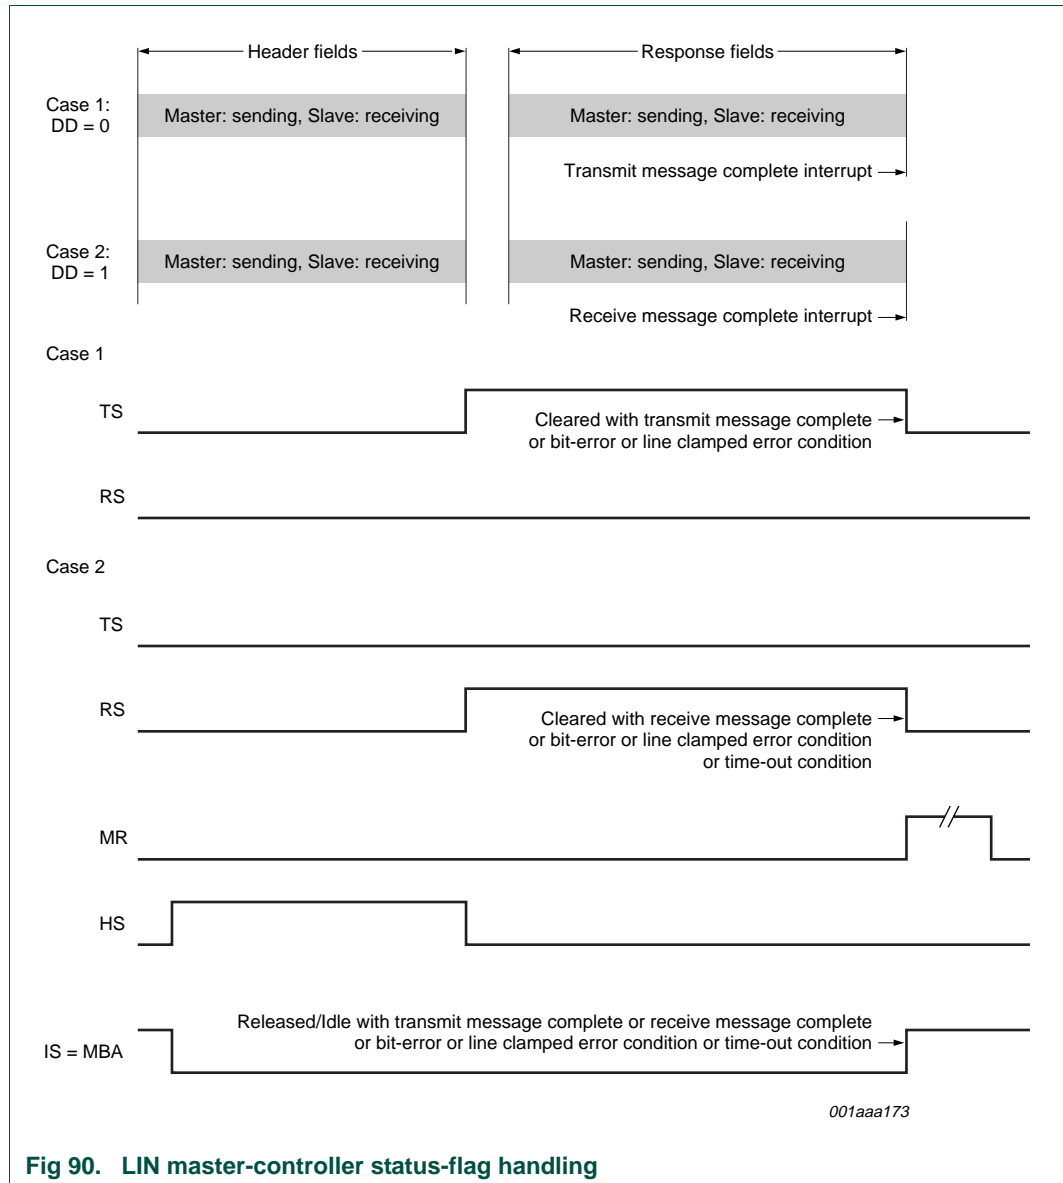 Header fields
Response fields
Case 1:
DD = 0
Master: sending, Slave: receiving
Master: sending, Slave: receiving
Transmit message complete interrupt
Case 2:
DD = 1
Master: sending, Slave: receiving
Master: sending, Slave: receiving
Receive message complete interrupt
Case 1
TS
Cleared with transmit message complete
or bit-error or line clamped error condition
RS
Case 2
TS
RS
Cleared with receive message complete
or bit-error or line clamped error condition
or time-out condition
MR
HS
Released/Idle with transmit message complete or receive message complete
or bit-error or line clamped error condition or time-out condition
IS = MBA
001aaa173
Fig 90. LIN master-controller status-flag handling